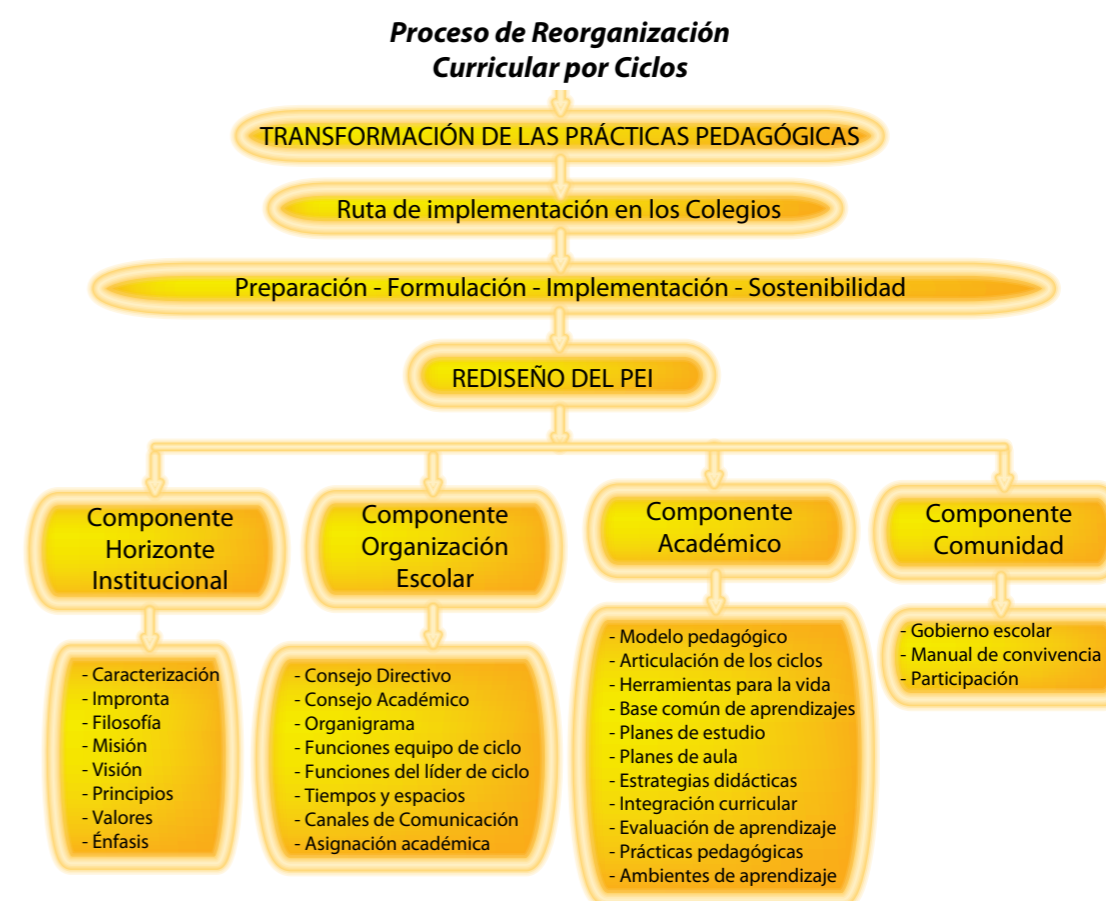 Proceso de Reorganización
Curricular por Ciclos
TRANSFORMACIÓN DE LAS PRÁCTICAS PEDAGÓGICAS
Ruta de implementación en los Colegios
Preparación - Formulación - Implementación - Sostenibilidad
REDISEÑO DEL PEI
Componente
Horizonte
Institucional
- Caracterización
- Impronta
- Filosofía
- Misión
- Visión
- Principios
- Valores
- Énfasis
Componente
Organización
Escolar
- Consejo Directivo
- Consejo Académico
- Organigrama
- Funciones equipo de ciclo
- Funciones del líder de ciclo
- Tiempos y espacios
- Canales de Comunicación
- Asignación académica
Componente
Académico
- Modelo pedagógico
- Articulación de los ciclos
- Herramientas para la vida
- Base común de aprendizajes
- Planes de estudio
- Planes de aula
- Estrategias didácticas
- Integración curricular
- Evaluación de aprendizaje
- Prácticas pedagógicas
- Ambientes de aprendizaje
Componente
Comunidad
- Gobierno escolar
- Manual de convivencia
- Participación